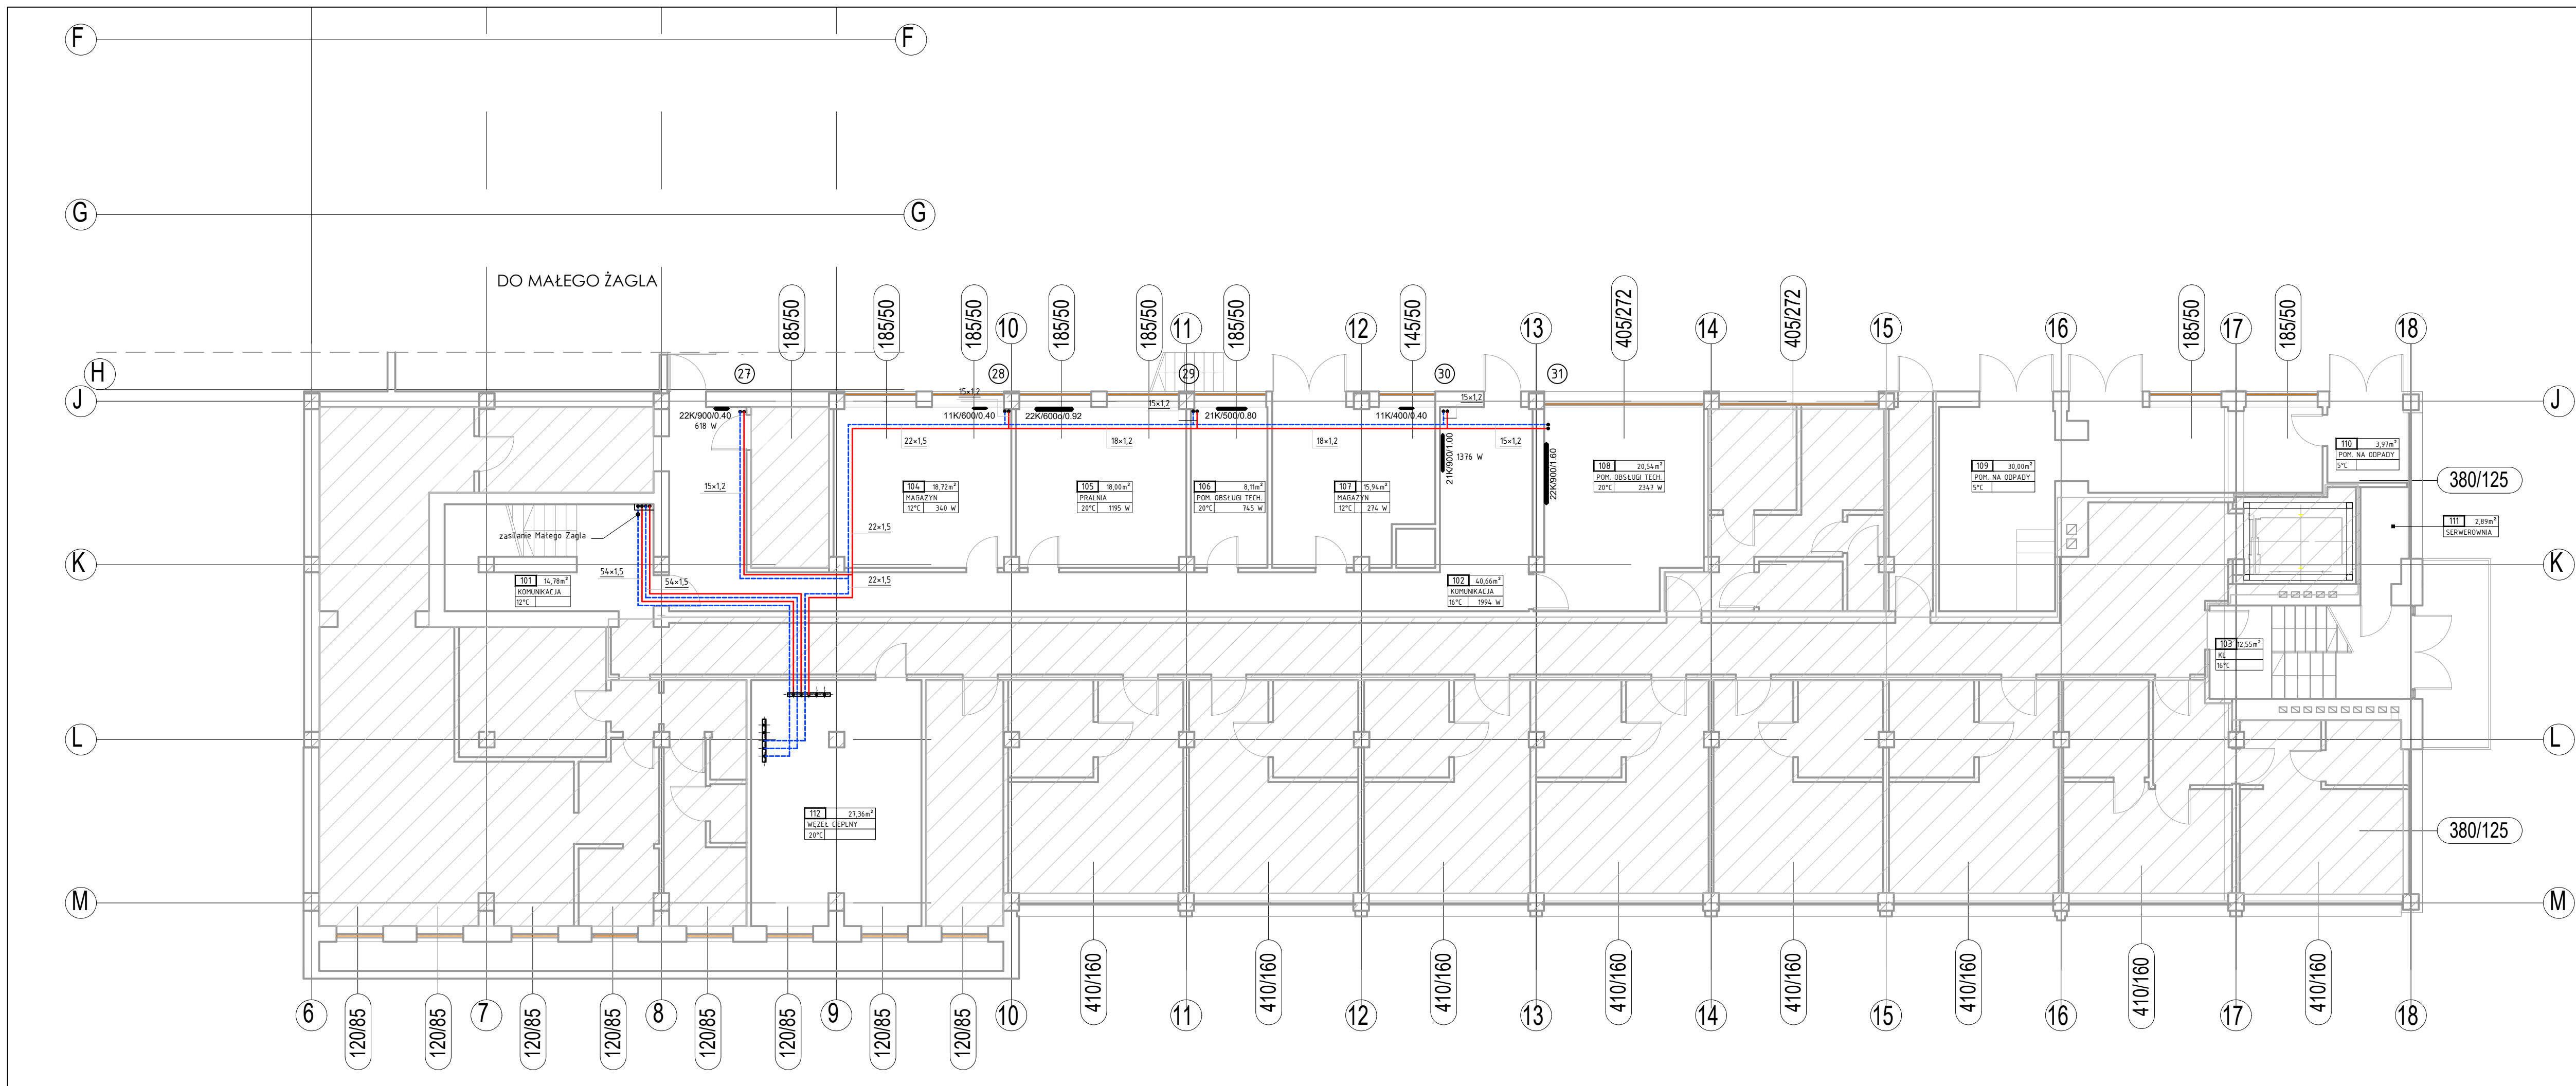 F
F
G
G
DO MAŁEGO ŻAGLA
185/50
185/50
185/50
185/50
185/50
185/50
145/50
405/272
405/272
185/50
185/50
10
11
12
13
14
15
16
17
18
H
27
28
29
30
31
J
J
15×1,2
15×1,2
15×1,2
22K/900/0.40
618 W
11K/600/0.40
22K/600d/0.92
21K/500/0.80
11K/400/0.40
21K/900/1.00
1376 W
22K/900/1.60
22×1,5
18×1,2
18×1,2
15×1,2
110 3,97m²
POM. NA ODPADY
5°C
108 20,54m²
POM. OBSŁUGI TECH.
20°C 2347 W
109 30,00m²
POM. NA ODPADY
5°C
380/125
15×1,2
104 18,72m²
MAGAZYN
12°C 340 W
105 18,00m²
PRALNIA
20°C 1195 W
106 8,11m²
POM. OBSŁUGI TECH.
20°C 745 W
107 15,94m²
MAGAZYN
12°C 274 W
111 2,89m²
SERWEROWNIA
zasilanie Małego Żagla
22×1,5
K
K
54×1,5
54×1,5
22×1,5
101 14,78m²
KOMUNIKACJA
12°C
102 40,66m²
KOMUNIKACJA
16°C 1994 W
103 12,55m²
KL
16°C
L
L
112 27,36m²
WĘZEŁ CIEPLNY
20°C
380/125
M
M
410/160
410/160
410/160
410/160
410/160
410/160
410/160
410/160
6
7
8
9
10
11
12
13
14
15
16
17
18
120/85
120/85
120/85
120/85
120/85
120/85
120/85
120/85